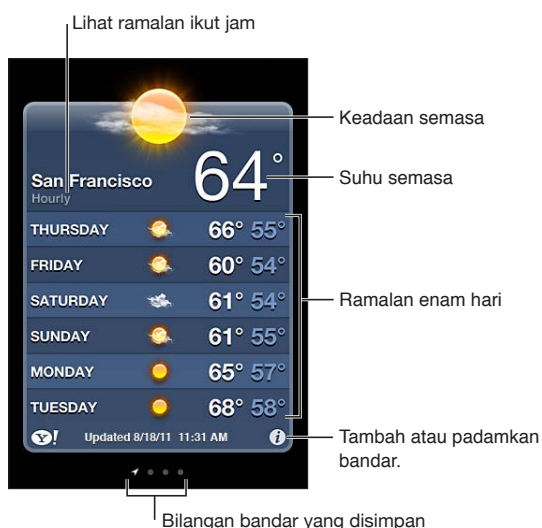 Lihat ramalan ikut jam
Keadaan semasa
San Francisco
Hourly
64°
Suhu semasa
THURSDAY 66° 55°
FRIDAY 60° 54°
SATURDAY 61° 54°
SUNDAY 61° 55°
MONDAY 65° 57°
TUESDAY 68° 58°
Ramalan enam hari
Y! Updated 8/18/11 11:31 AM i
Tambah atau padamkan
bandar.
Bilangan bandar yang disimpan